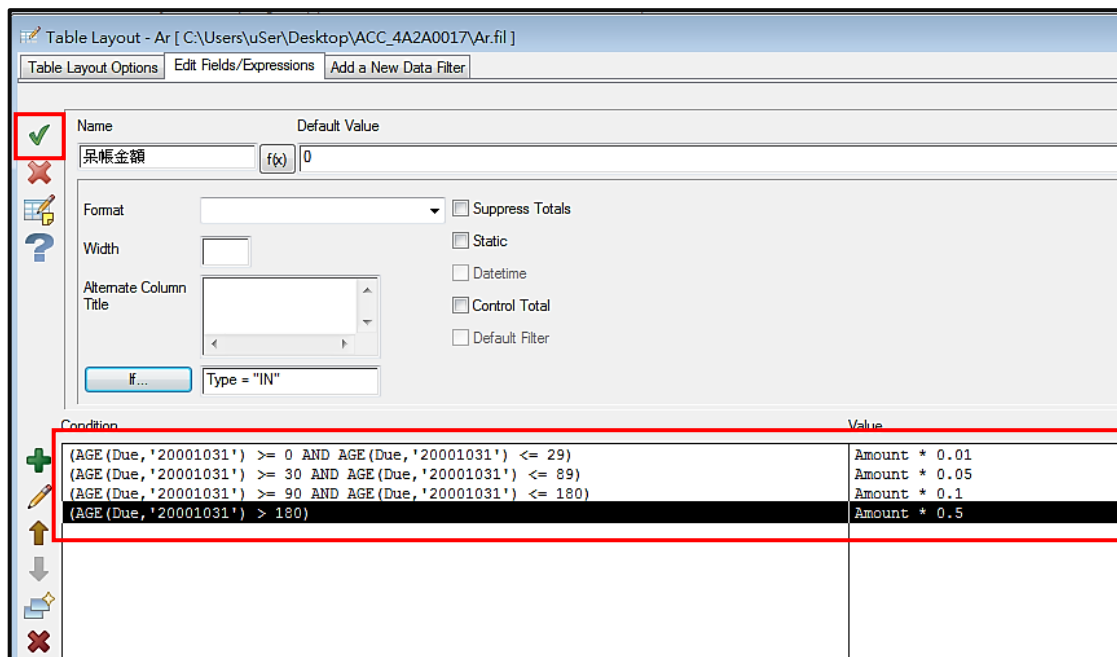 Table Layout - Ar [ C:\Users\uSer\Desktop\ACC_4A2A0017\Ar.fil ]
Table Layout Options Edit Fields/Expressions Add a New Data Filter
Name Default Value
呆帳金額 f(x) 0
Format Suppress Totals
Width Static
Datetime
Alternate Column Title
Control Total
Default Filter
If... Type = "IN"
Condition Value
(AGE(Due,'20001031') >= 0 AND AGE(Due,'20001031') <= 29) Amount * 0.01
(AGE(Due,'20001031') >= 30 AND AGE(Due,'20001031') <= 89) Amount * 0.05
(AGE(Due,'20001031') >= 90 AND AGE(Due,'20001031') <= 180) Amount * 0.1
(AGE(Due,'20001031') > 180) Amount * 0.5